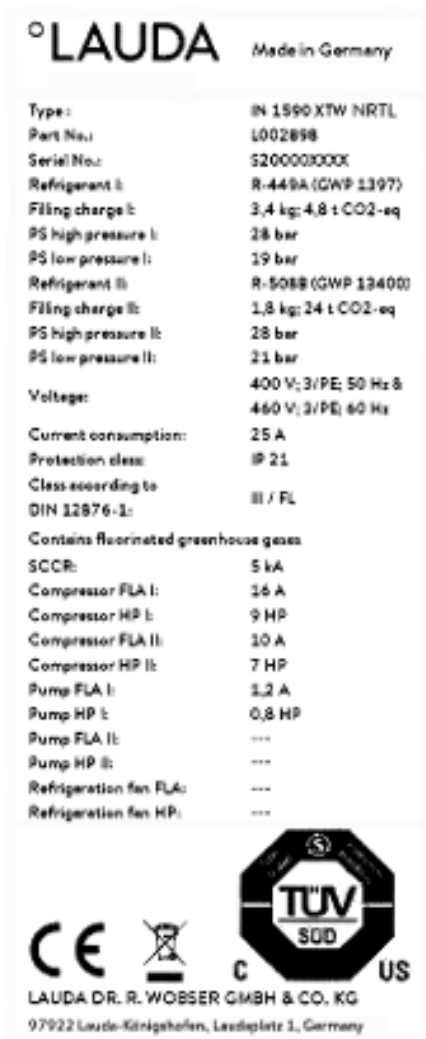 °LAUDA Made in Germany
Type: IN 1590 XTW NRTL
Part No.: L002898
Serial No.: S20000XXXX
Refrigerant I: R-449A (GWP 1397)
Filling charge I: 3,4 kg; 4,8 t CO2-eq
PS high pressure I: 28 bar
PS low pressure I: 19 bar
Refrigerant II: R-508B (GWP 13400)
Filling charge II: 1,8 kg; 24 t CO2-eq
PS high pressure II: 28 bar
PS low pressure II: 21 bar
Voltage: 400 V; 3/PE; 50 Hz &
460 V; 3/PE; 60 Hz
Current consumption: 25 A
Protection class: IP 21
Class according to
DIN 12876-1: III / FL
Contains fluorinated greenhouse gases
SCCR: 5 kA
Compressor FLA I: 16 A
Compressor HP I: 9 HP
Compressor FLA II: 10 A
Compressor HP II: 7 HP
Pump FLA I: 1,2 A
Pump HP I: 0,8 HP
Pump FLA II: ---
Pump HP II: ---
Refrigeration fan FLA: ---
Refrigeration fan HP: ---
TÜV
SÜD
CE
C US
LAUDA DR. R. WOBSER GMBH & CO. KG
97922 Lauda-Königshofen, Laudaplatz 1, Germany